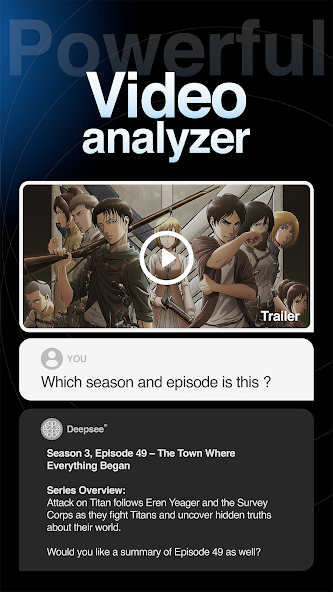 Powerful
Video
analyzer
Trailer
YOU
Which season and episode is this ?
Deepsee
Season 3, Episode 49 – The Town Where
Everything Began
Series Overview:
Attack on Titan follows Eren Yeager and the Survey
Corps as they fight Titans and uncover hidden truths
about their world.
Would you like a summary of Episode 49 as well?